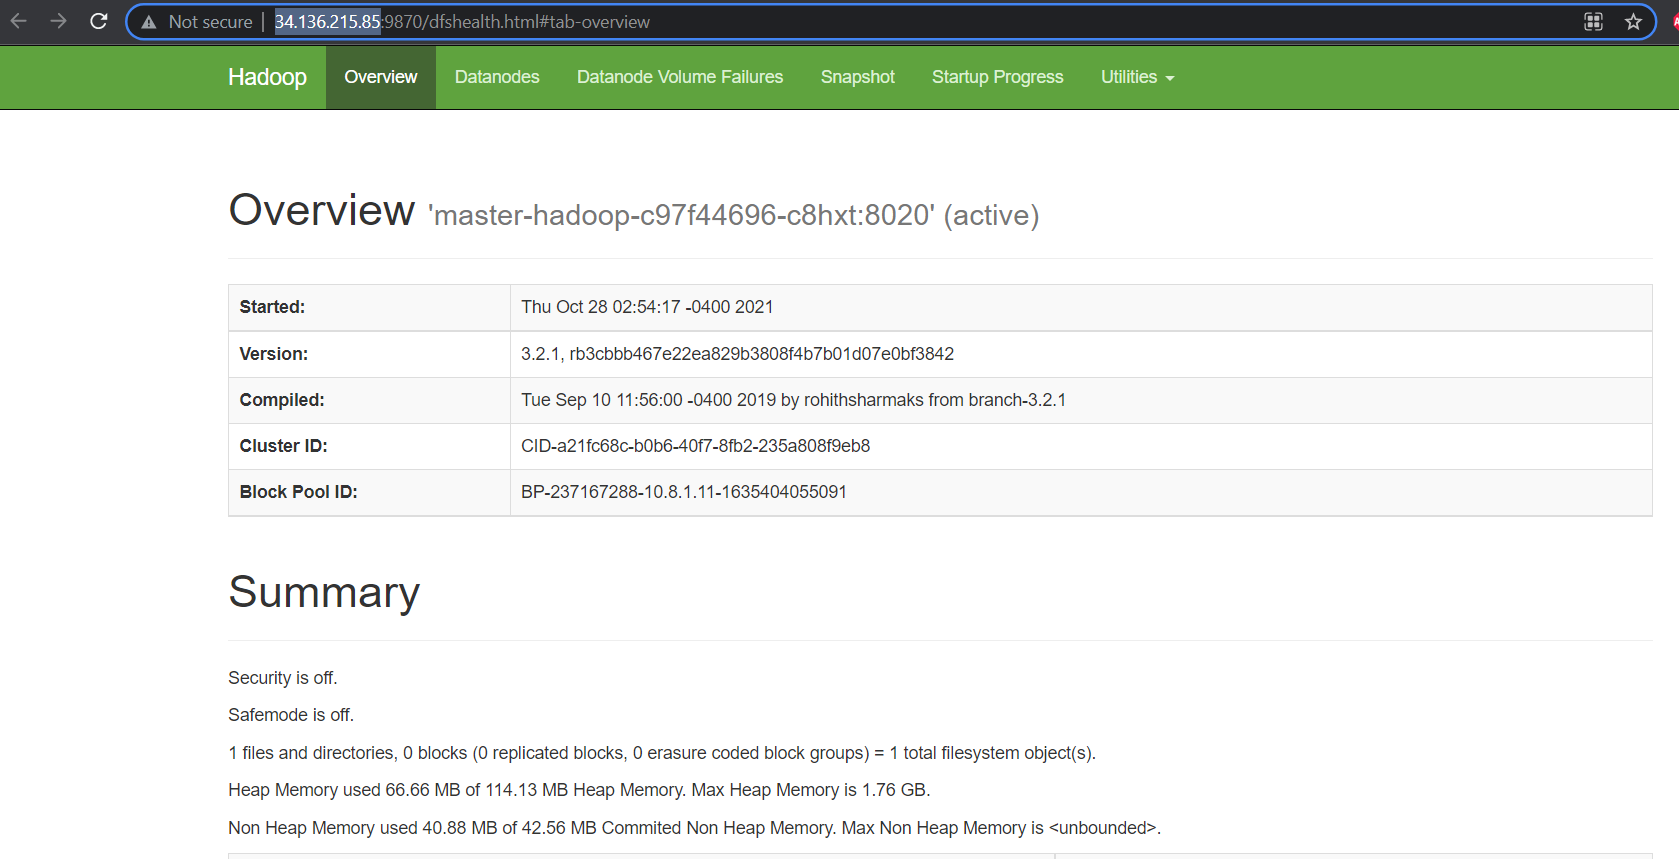 Not secure | 34.136.215.85:9870/dfshealth.html#tab-overview
Hadoop Overview Datanodes Datanode Volume Failures Snapshot Startup Progress Utilities
Overview 'master-hadoop-c97f44696-c8hxt:8020' (active)
Started: Thu Oct 28 02:54:17 -0400 2021
Version: 3.2.1, rb3cbbb467e22ea829b3808f4b7b01d07e0bf3842
Compiled: Tue Sep 10 11:56:00 -0400 2019 by rohithsharmaks from branch-3.2.1
Cluster ID: CID-a21fc68c-b0b6-40f7-8fb2-235a808f9eb8
Block Pool ID: BP-237167288-10.8.1.11-1635404055091
Summary
Security is off.
Safemode is off.
1 files and directories, 0 blocks (0 replicated blocks, 0 erasure coded block groups) = 1 total filesystem object(s).
Heap Memory used 66.66 MB of 114.13 MB Heap Memory. Max Heap Memory is 1.76 GB.
Non Heap Memory used 40.88 MB of 42.56 MB Commited Non Heap Memory. Max Non Heap Memory is <unbounded>.